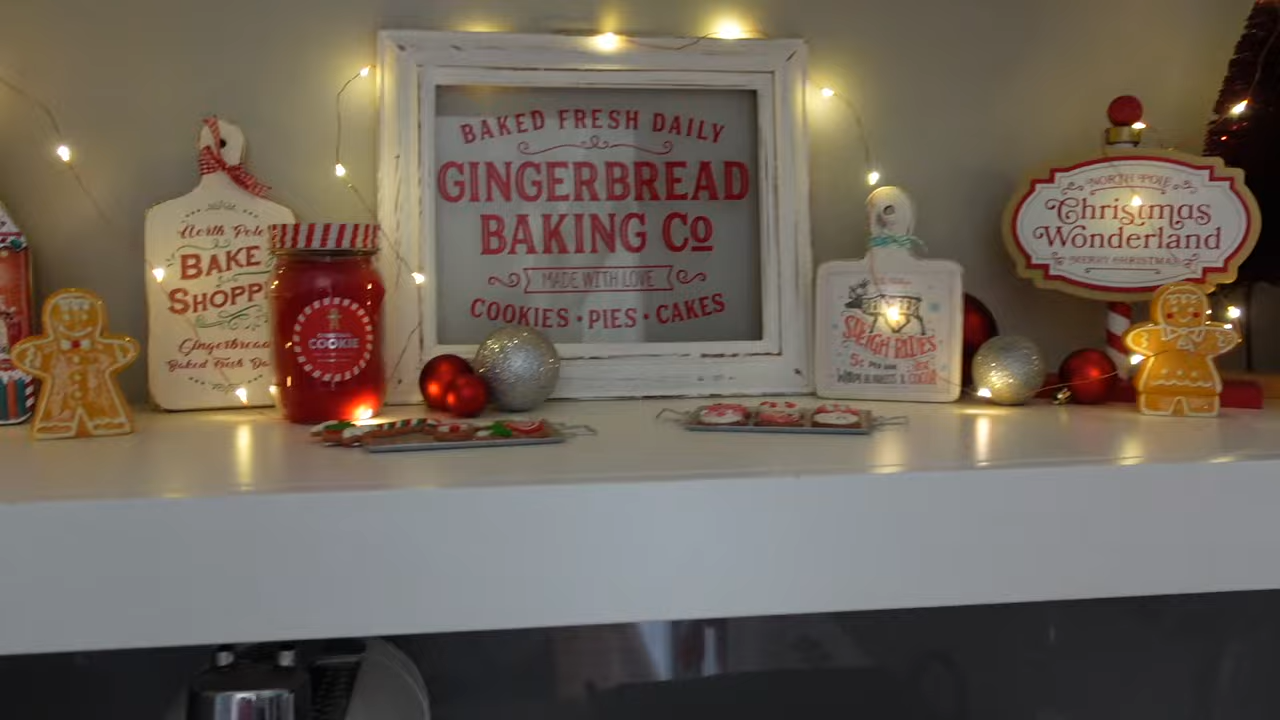 BAKED FRESH DAILY
GINGERBREAD
BAKING Co
MADE WITH LOVE
COOKIES • PIES • CAKES
North Pole
BAKE
SHOPP
Gingerbread
Baked Fresh Da
COOKIE
SLEIGH RIDES
5¢
NORTH POLE
Christmas
Wonderland
MERRY CHRISTMAS